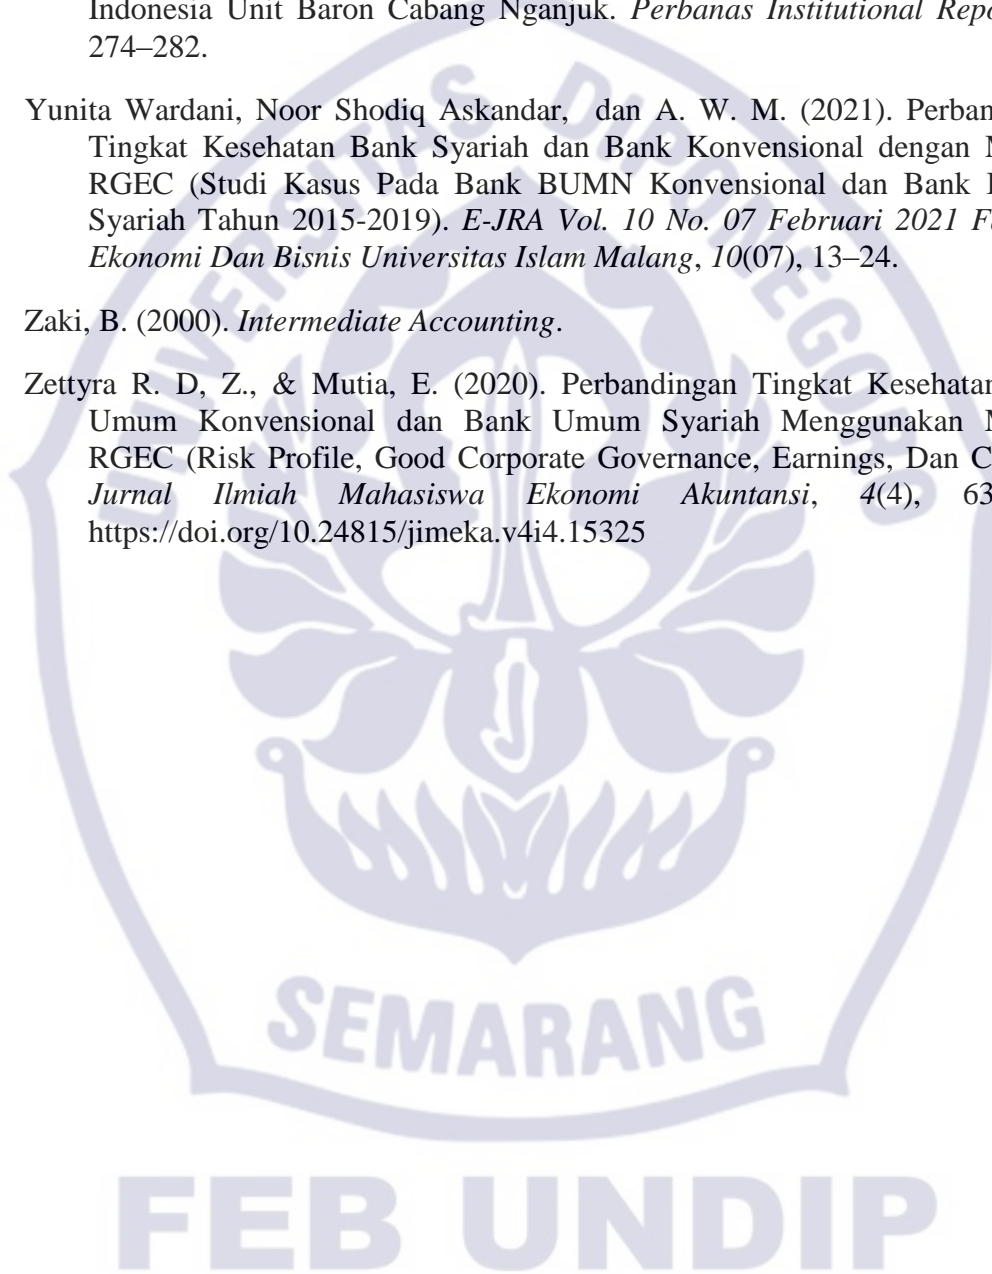 Indonesia Unit Baron Cabang Nganjuk. Perbanas Institutional
274–282.
Yunita Wardani, Noor Shodiq Askandar, dan A. W. M. (2021).
Tingkat Kesehatan Bank Syariah dan Bank Konvensional dengan
RGEC (Studi Kasus Pada Bank BUMN Konvensional dan Bank
Syariah Tahun 2015-2019). E-JRA Vol. 10 No. 07 Februari 2021
Ekonomi Dan Bisnis Universitas Islam Malang, 10(07), 13–24.
Zaki, B. (2000). Intermediate Accounting.
Zettyra R. D, Z., & Mutia, E. (2020). Perbandingan Tingkat Kesehatan
Umum Konvensional dan Bank Umum Syariah Menggunakan
RGEC (Risk Profile, Good Corporate Governance, Earnings, Dan
Jurnal Ilmiah Mahasiswa Ekonomi Akuntansi, 4(4),
https://doi.org/10.24815/jimeka.v4i4.15325
UNIVERSITAS DIPONEGORO
SEMARANG
FEB UNDIP